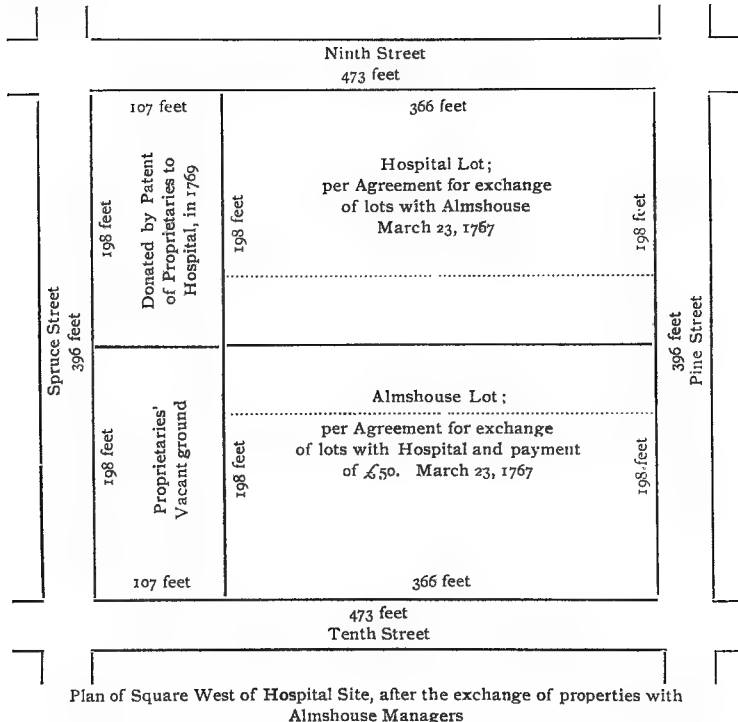 Ninth Street
473 feet
107 feet
366 feet
198 feet
Donated by Patent
of Proprietaries to
Hospital, in 1769
198 feet
Hospital Lot;
per Agreement for exchange
of lots with Almshouse
March 23, 1767
198 feet
Spruce Street
396 feet
396 feet
Pine Street
198 feet
Proprietaries'
Vacant ground
198 feet
Almshouse Lot;
per Agreement for exchange
of lots with Hospital and payment
of £50. March 23, 1767
198 feet
107 feet
366 feet
473 feet
Tenth Street
Plan of Square West of Hospital Site, after the exchange of properties with
Almshouse Managers